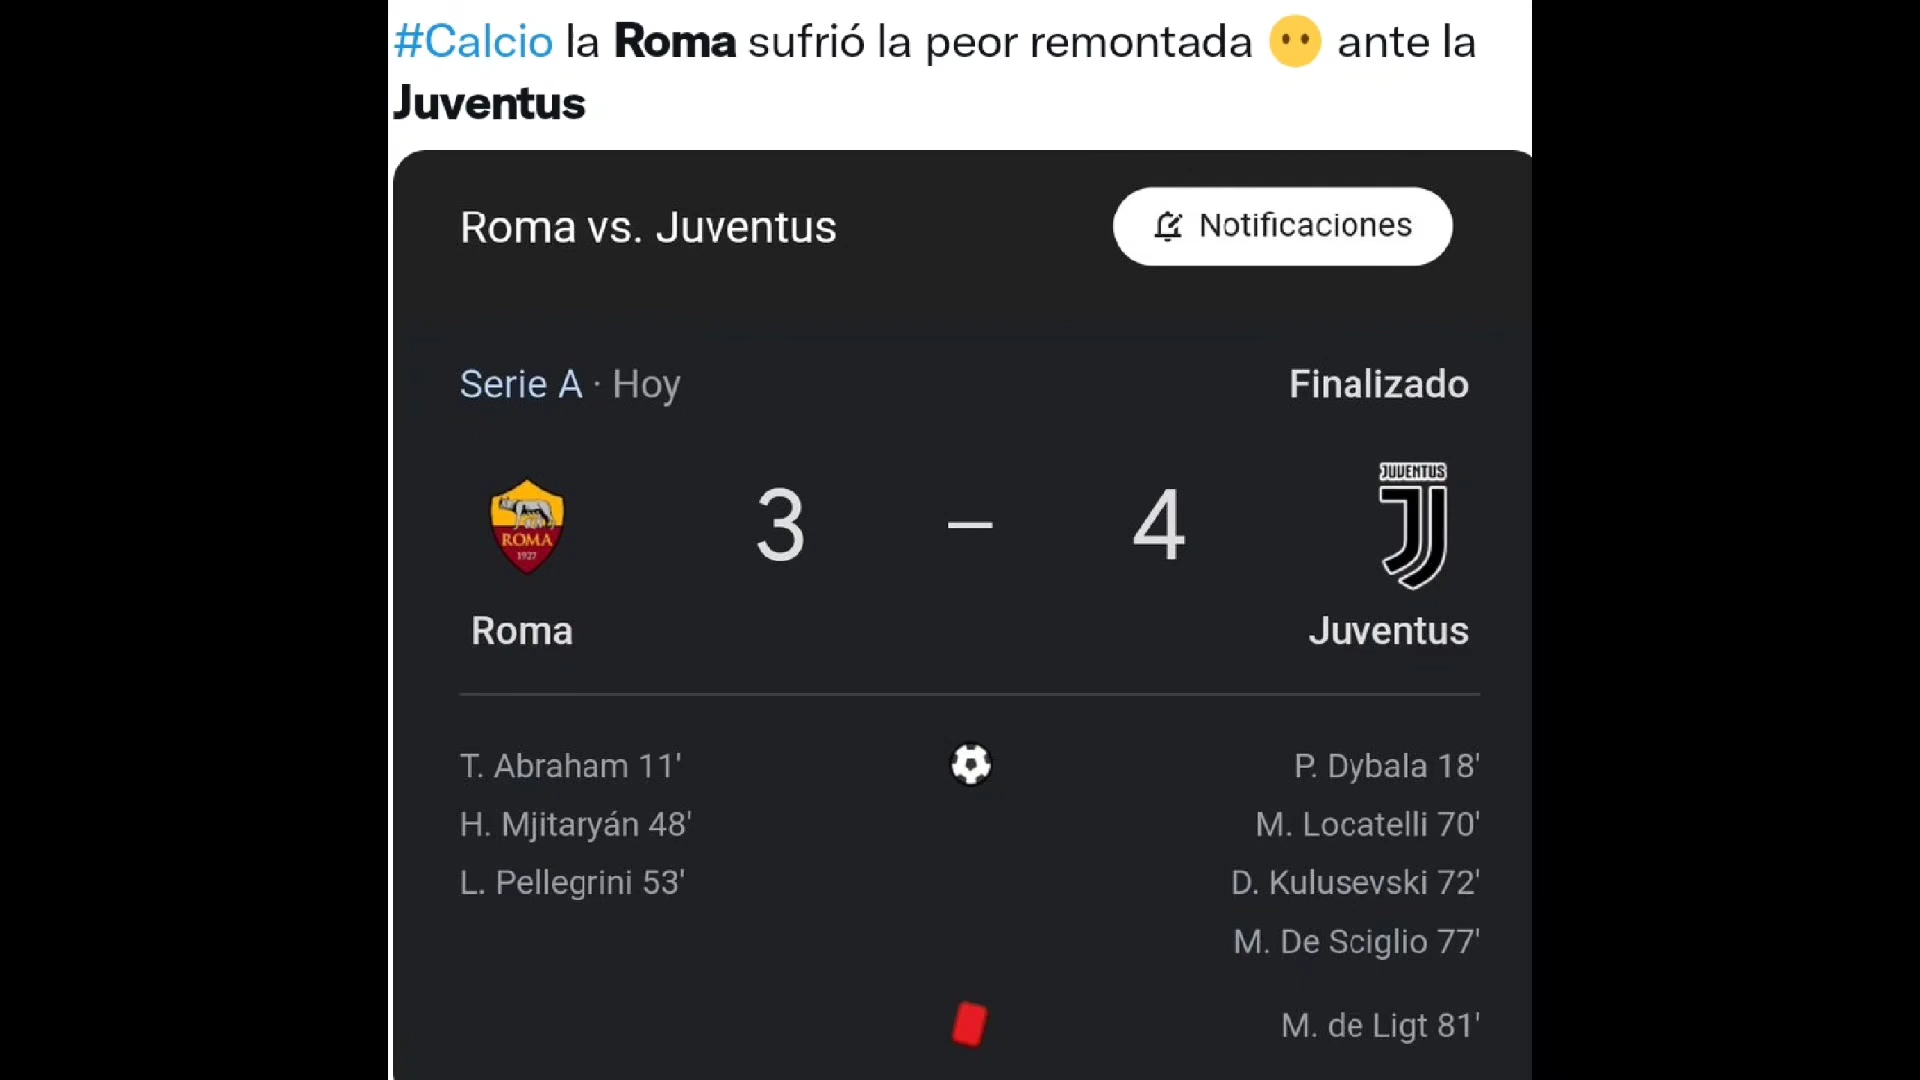 #Calcio la Roma sufrió la peor remontada 😶 ante la
Juventus
Roma vs. Juventus
Notificaciones
Serie A · Hoy
Finalizado
ROMA
1927
3 – 4
JUVENTUS
Roma
Juventus
T. Abraham 11'
P. Dybala 18'
H. Mjitaryán 48'
M. Locatelli 70'
L. Pellegrini 53'
D. Kulusevski 72'
M. De Sciglio 77'
M. de Ligt 81'